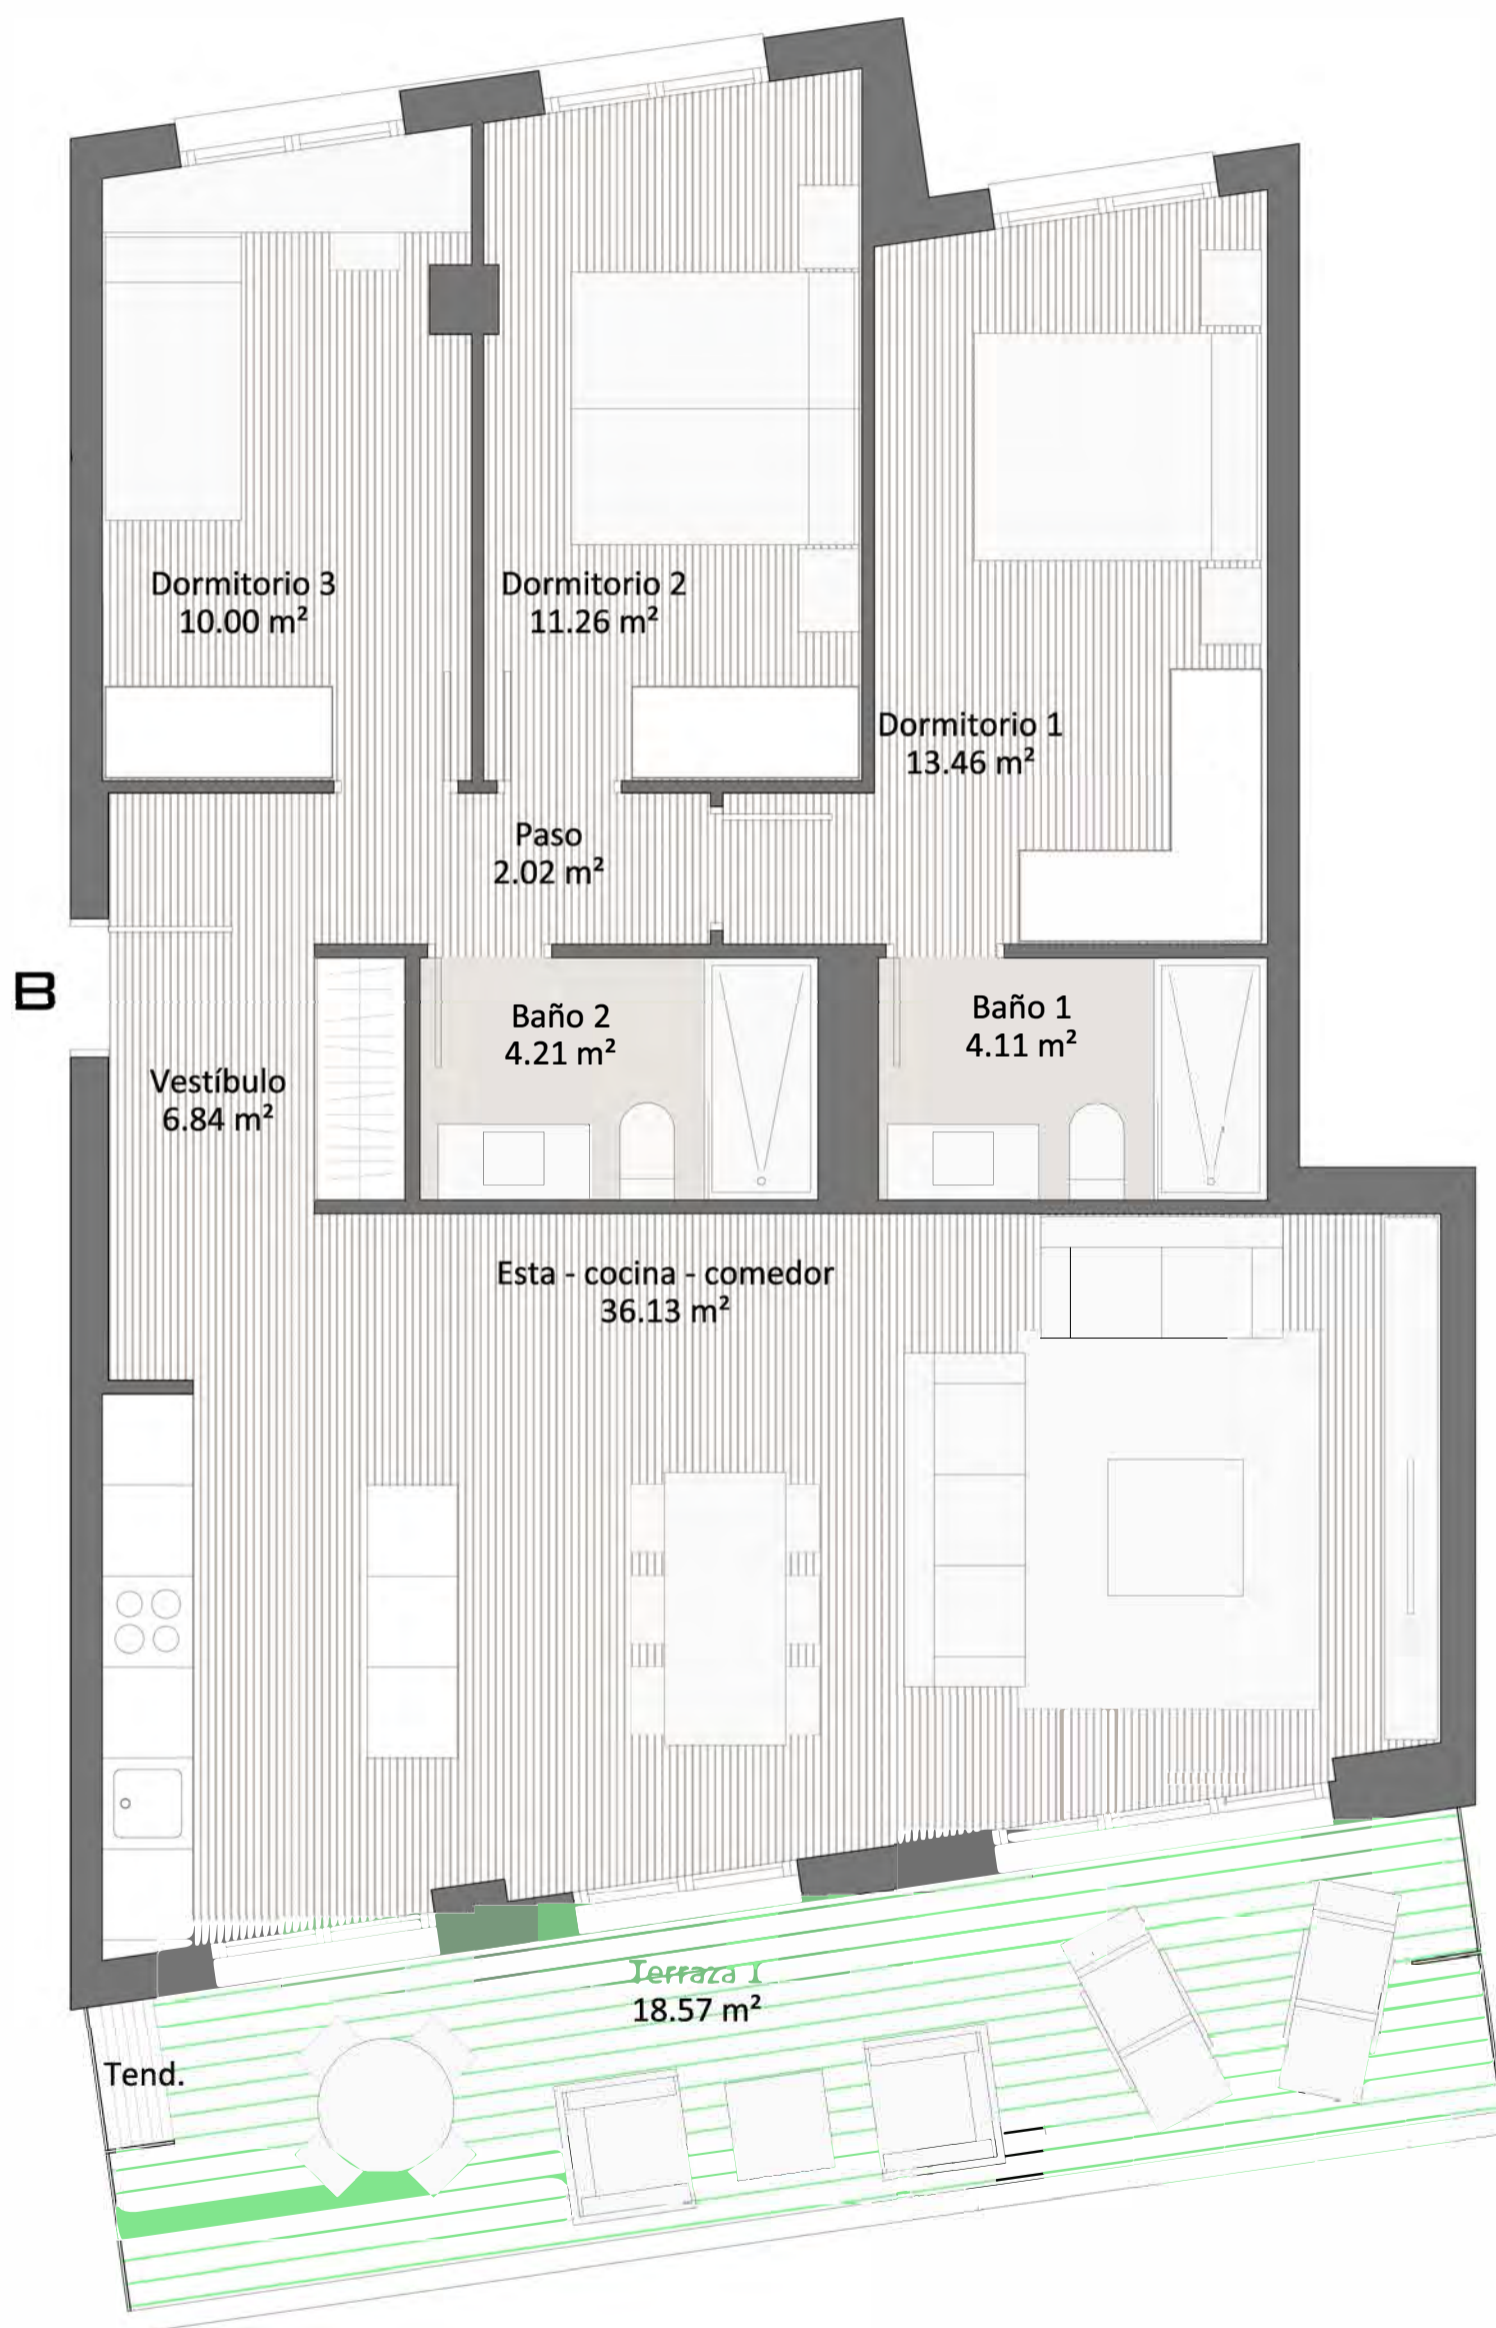 Dormitorio 3
10.00 m²
Dormitorio 2
11.26 m²
Dormitorio 1
13.46 m²
Paso
2.02 m²
B
Baño 2
4.21 m²
Baño 1
4.11 m²
Vestíbulo
6.84 m²
Esta - cocina - comedor
36.13 m²
Terraza 1
18.57 m²
Tend.